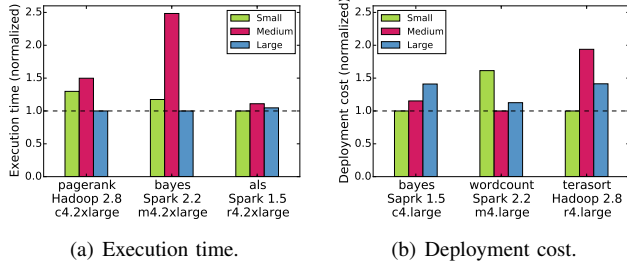 Execution time (normalized)
2.5
2.0
1.5
1.0
0.5
0.0
Small
Medium
Large
pagerank
Hadoop 2.8
c4.2xlarge
bayes
Spark 2.2
m4.2xlarge
als
Spark 1.5
r4.2xlarge
(a) Execution time.
Deployment cost (normalized)
2.5
2.0
1.5
1.0
0.5
0.0
Small
Medium
Large
bayes
Saprk 1.5
c4.large
wordcount
Spark 2.2
m4.large
terasort
Hadoop 2.8
r4.large
(b) Deployment cost.